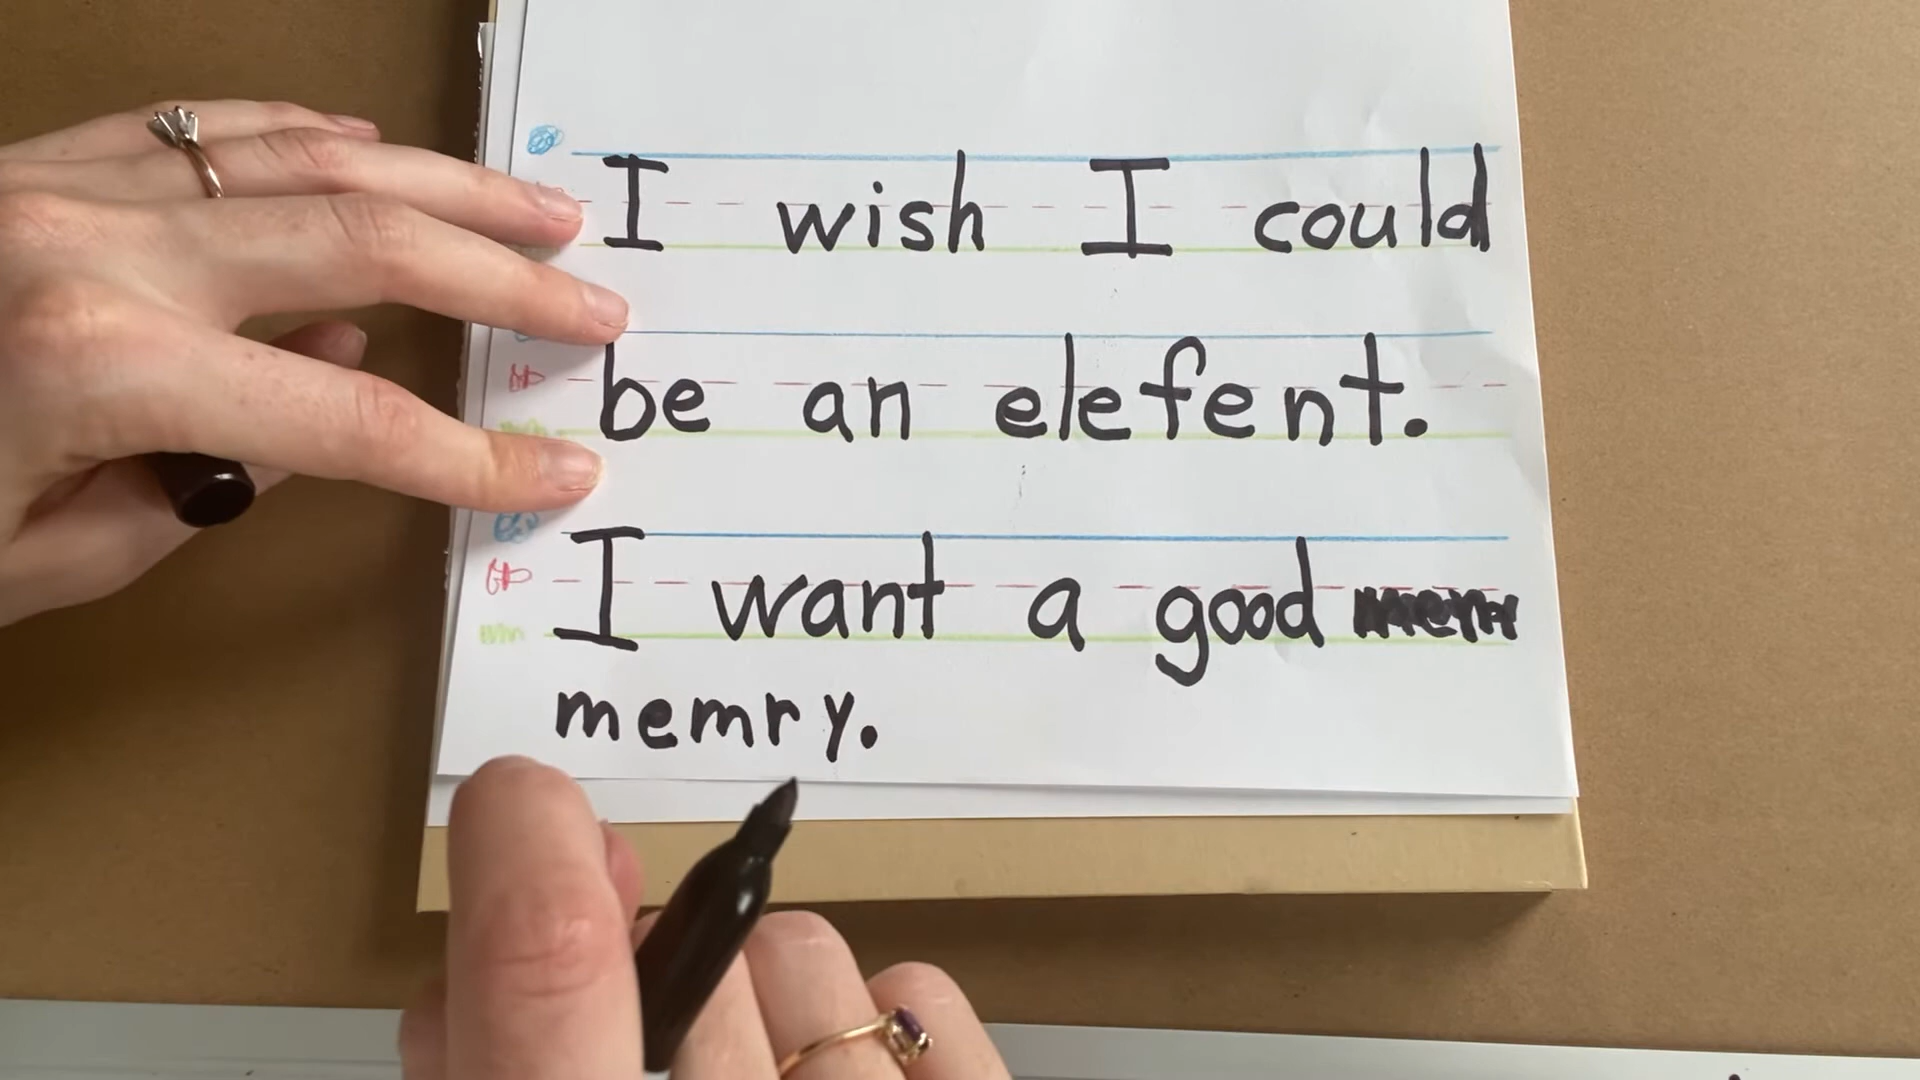 I wish I could
be an elefent.
I want a good
memry.